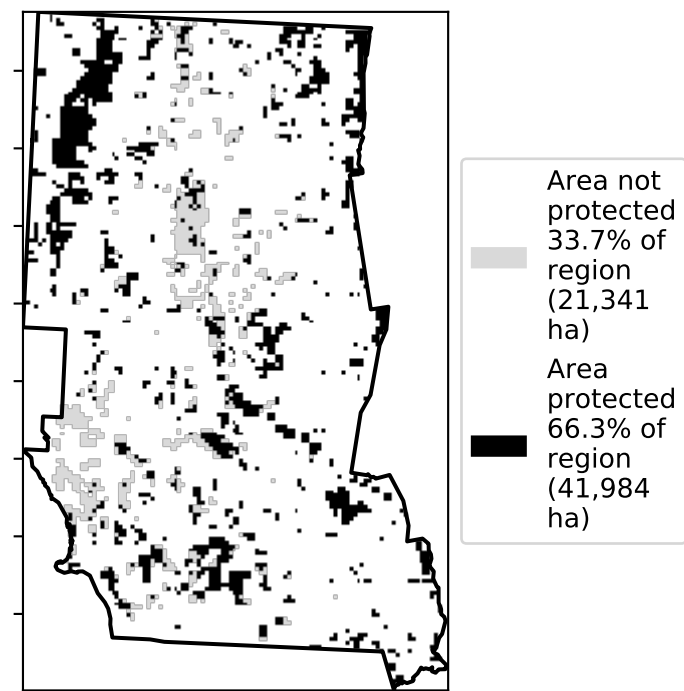 Area not
protected
33.7% of
region
(21,341
ha)
Area
protected
66.3% of
region
(41,984
ha)